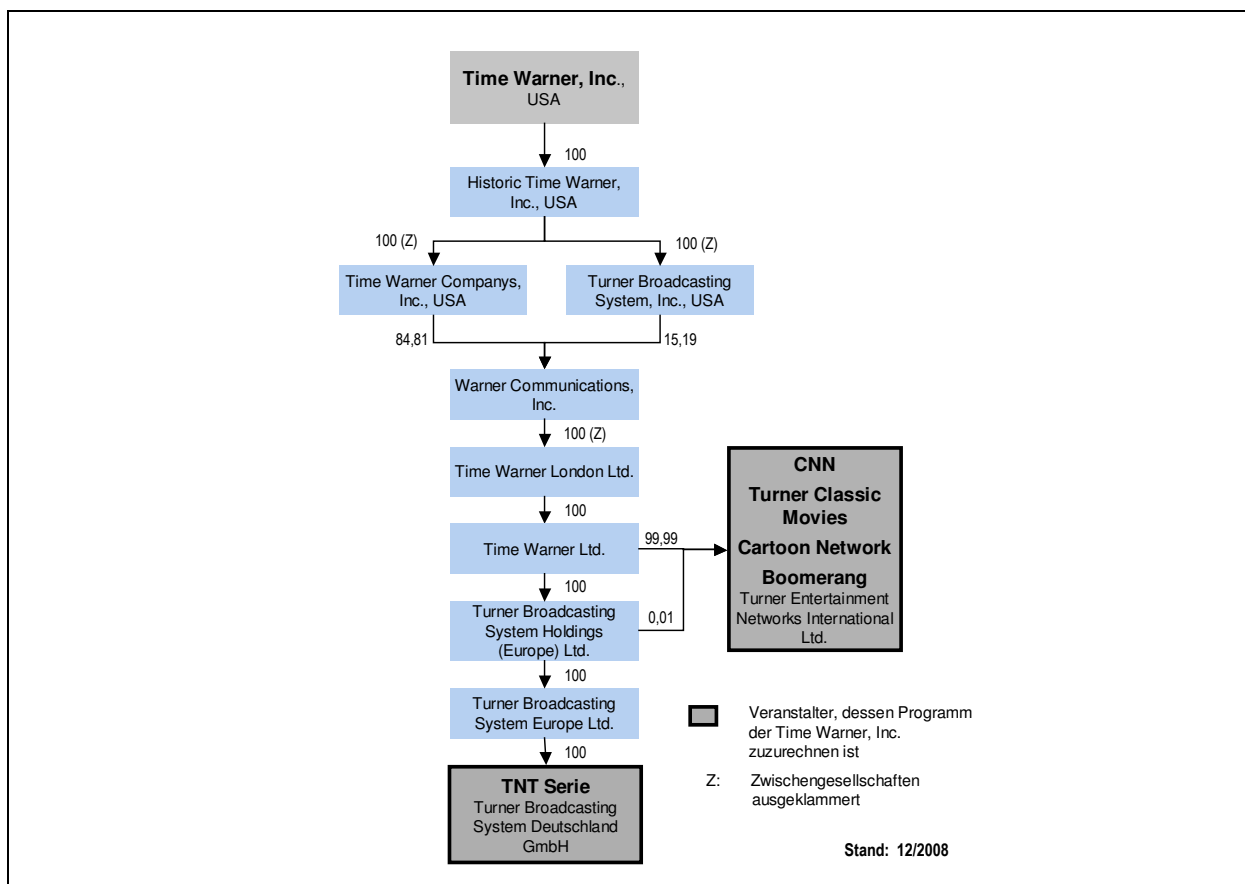 Time Warner, Inc.,
USA
100
Historic Time Warner,
Inc., USA
100 (Z)
100 (Z)
Time Warner Companys,
Inc., USA
Turner Broadcasting
System, Inc., USA
84,81
15,19
Warner Communications,
Inc.
100 (Z)
Time Warner London Ltd.
100
Time Warner Ltd.
99,99
100
Turner Broadcasting
System Holdings
(Europe) Ltd.
0,01
100
Turner Broadcasting
System Europe Ltd.
100
TNT Serie
Turner Broadcasting
System Deutschland
GmbH
CNN
Turner Classic
Movies
Cartoon Network
Boomerang
Turner Entertainment
Networks International
Ltd.
Veranstalter, dessen Programm
der Time Warner, Inc.
zuzurechnen ist
Z: Zwischengesellschaften
ausgeklammert
Stand: 12/2008